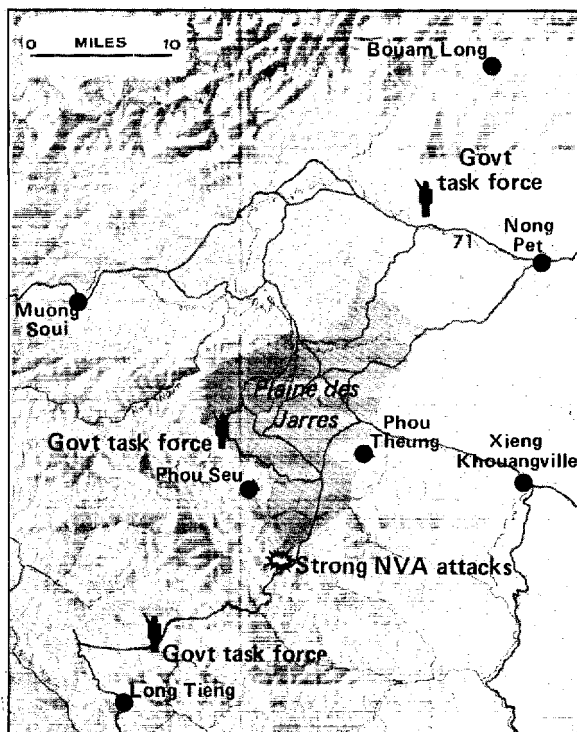 0 MILES 10
Bouam Long
Govt
task force
71
Nong
Pet
Muong
Soui
Plaine des
Jarres
Govt task force
Phou
Theung
Xieng
Khouangville
Phou Seu
Strong NVA attacks
Govt task force
Long Tieng